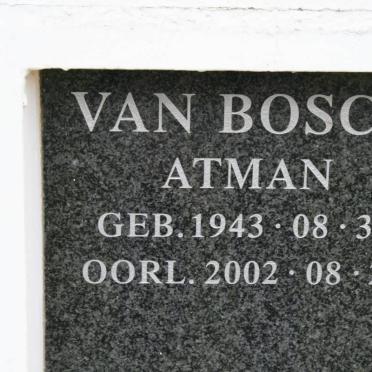 VAN BOSC
ATMAN
GEB. 1943 · 08 · 3
OORL. 2002 · 08 ·